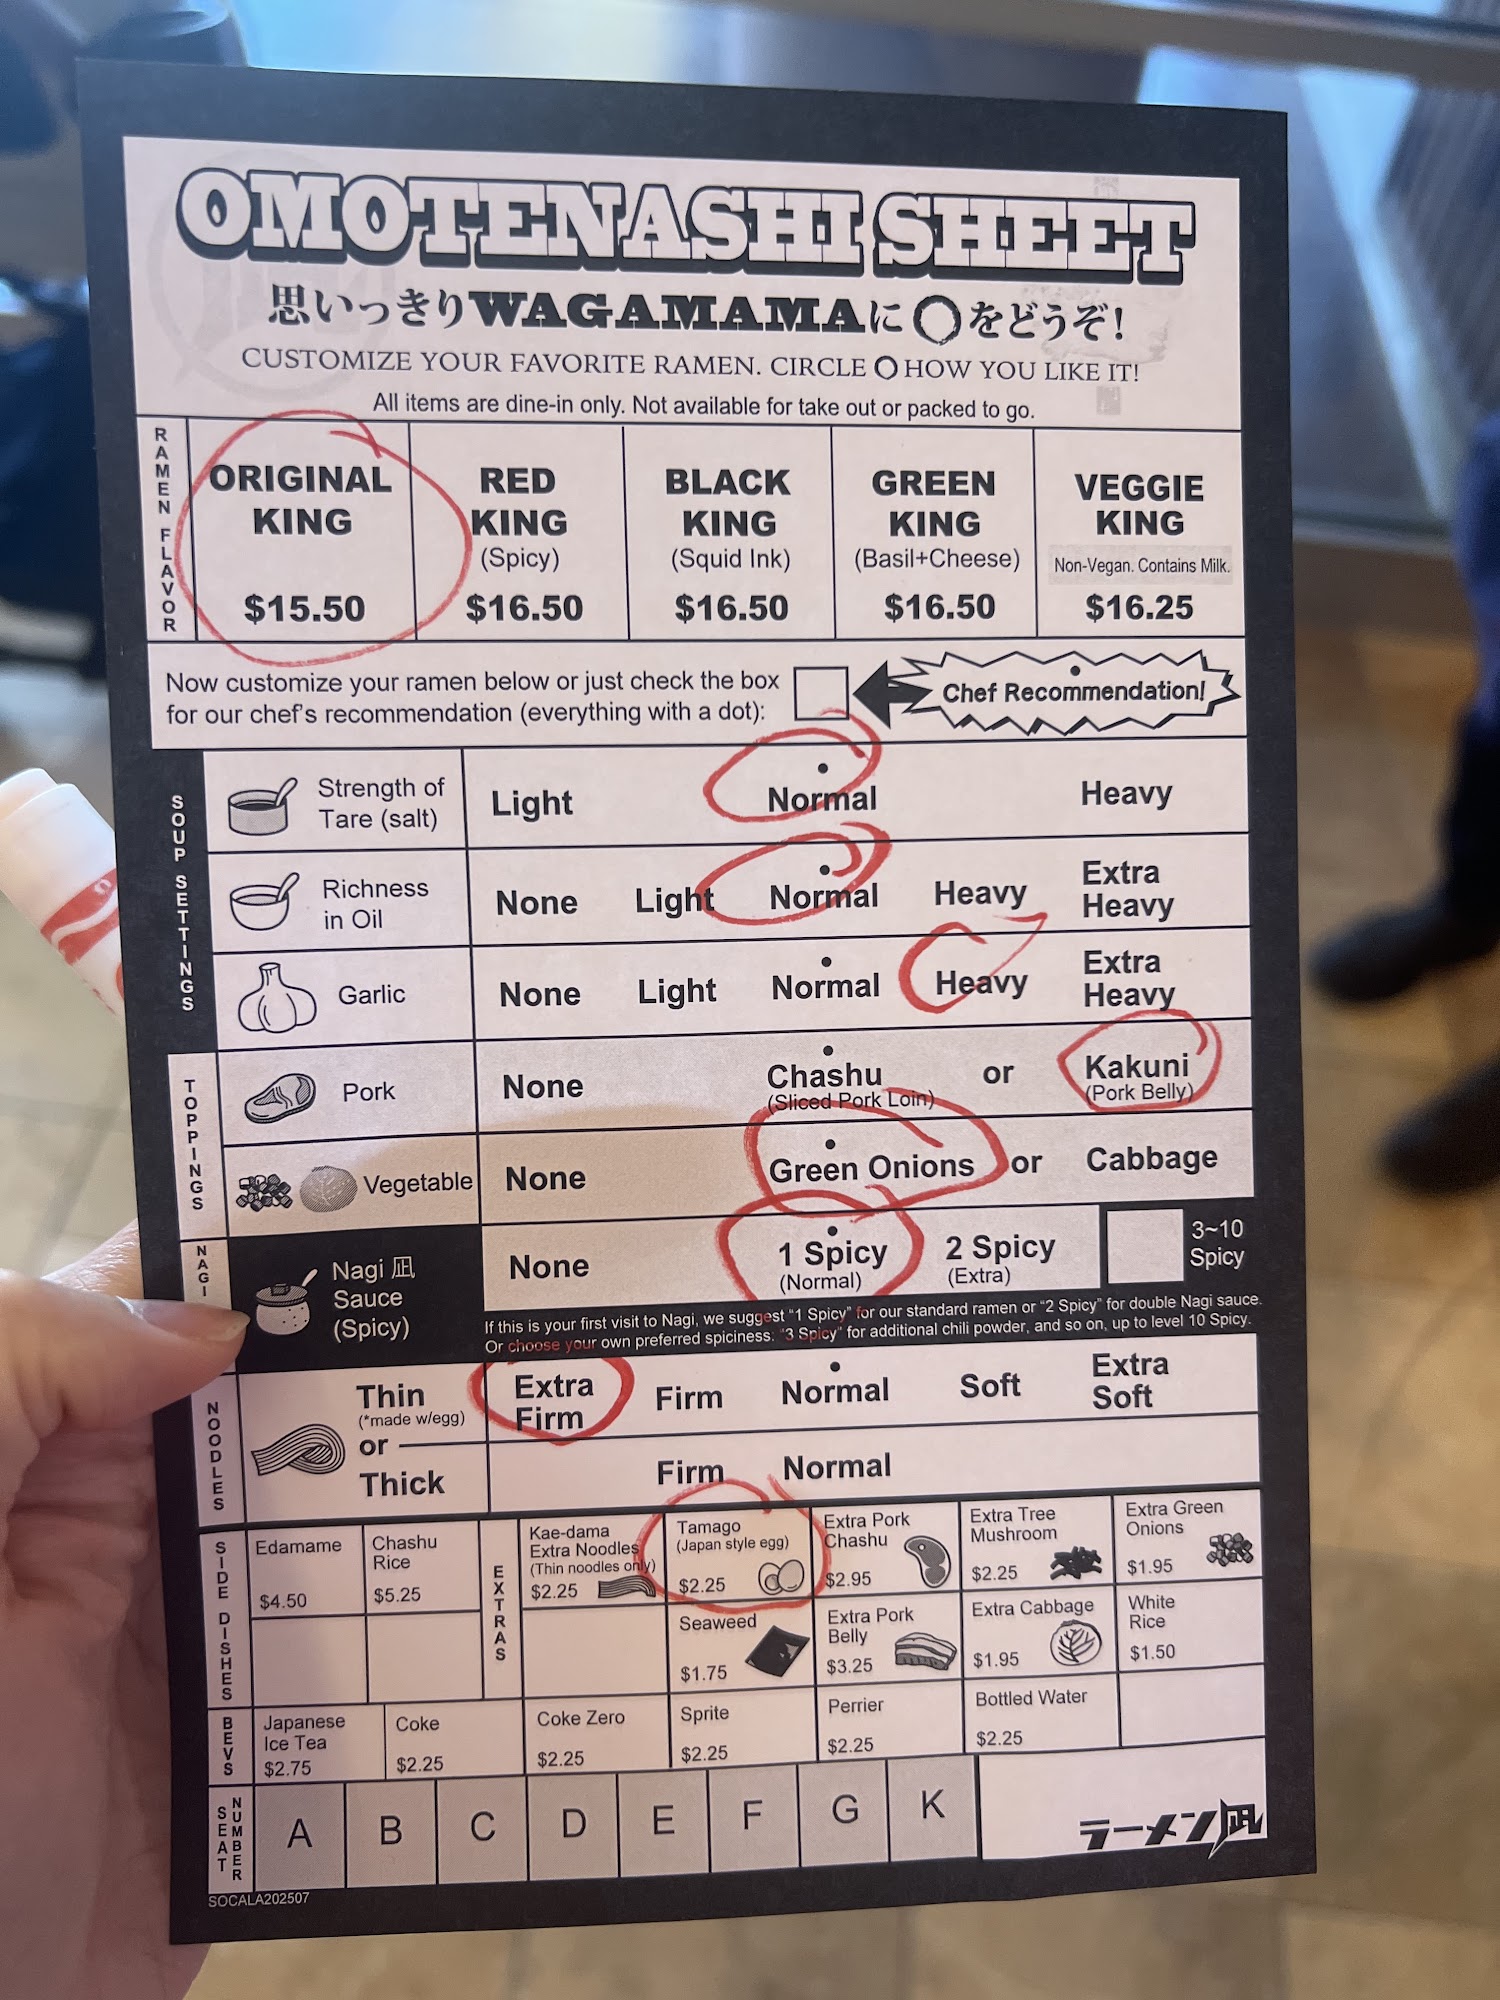 OMOTENASHI SHEET
思いっきりWAGAMAMAに○をどうぞ!
CUSTOMIZE YOUR FAVORITE RAMEN. CIRCLE O HOW YOU LIKE IT!
All items are dine-in only. Not available for take out or packed to go.
RAMEN FLAVOR
ORIGINAL KING
$15.50
RED KING
(Spicy)
$16.50
BLACK KING
(Squid Ink)
$16.50
GREEN KING
(Basil+Cheese)
$16.50
VEGGIE KING
Non-Vegan. Contains Milk.
$16.25
Now customize your ramen below or just check the box
for our chef's recommendation (everything with a dot):
Chef Recommendation!
SOUP SETTINGS
Strength of
Tare (salt)
Light Normal Heavy
Richness
in Oil
None Light Normal Heavy Extra Heavy
Garlic
None Light Normal Heavy Extra Heavy
TOPPINGS
Pork
None
Chashu
(Sliced Pork Loin)
or
Kakuni
(Pork Belly)
Vegetable
None Green Onions or Cabbage
NAGI
Nagi 凪
Sauce
(Spicy)
None
1 Spicy
(Normal)
2 Spicy
(Extra)
3~10
Spicy
If this is your first visit to Nagi, we suggest "1 Spicy" for our standard ramen or "2 Spicy" for double Nagi sauce.
Or choose your own preferred spiciness. "3 Spicy" for additional chili powder, and so on, up to level 10 Spicy.
NOODLES
Thin
(*made w/egg)
or
Thick
Extra Firm Firm Normal Soft Extra Soft
Firm Normal
SIDE DISHES
Edamame
$4.50
Chashu
Rice
$5.25
EXTRAS
Kae-dama
Extra Noodles
(Thin noodles only)
$2.25
Tamago
(Japan style egg)
$2.25
Extra Pork
Chashu
$2.95
Extra Tree
Mushroom
$2.25
Extra Green
Onions
$1.95
Seaweed
$1.75
Extra Pork
Belly
$3.25
Extra Cabbage
$1.95
White
Rice
$1.50
BEVS
Japanese
Ice Tea
$2.75
Coke
$2.25
Coke Zero
$2.25
Sprite
$2.25
Perrier
$2.25
Bottled Water
$2.25
SEAT NUMBER
A B C D E F G K
ラーメン凪
SOCALA202507